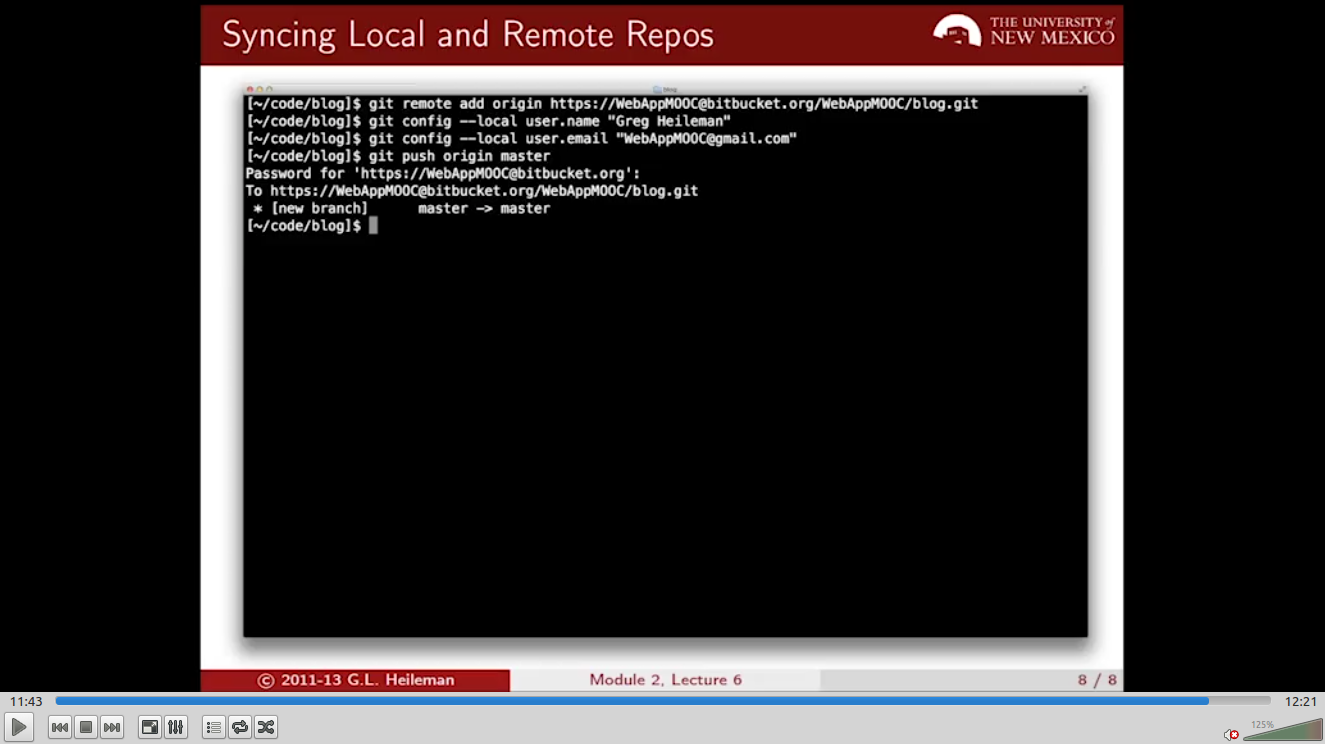 Syncing Local and Remote Repos
THE UNIVERSITY of
NEW MEXICO
blog
[~/code/blog]$ git remote add origin https://WebAppMOOC@bitbucket.org/WebAppMOOC/blog.git
[~/code/blog]$ git config --local user.name "Greg Heileman"
[~/code/blog]$ git config --local user.email "WebAppMOOC@gmail.com"
[~/code/blog]$ git push origin master
Password for 'https://WebAppMOOC@bitbucket.org':
To https://WebAppMOOC@bitbucket.org/WebAppMOOC/blog.git
 * [new branch]      master -> master
[~/code/blog]$
© 2011-13 G.L. Heileman
Module 2, Lecture 6
8 / 8
11:43
12:21
125%